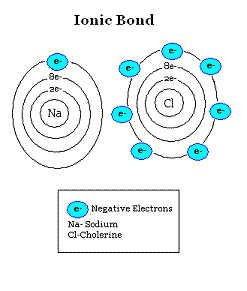 Ionic Bond
e-
e-
e-
e-
8e-
8e-
e-
2e-
2e-
Na
Cl
e-
e-
e-
e-
e- Negative Electrons
Na- Sodium
Cl-Cholerine